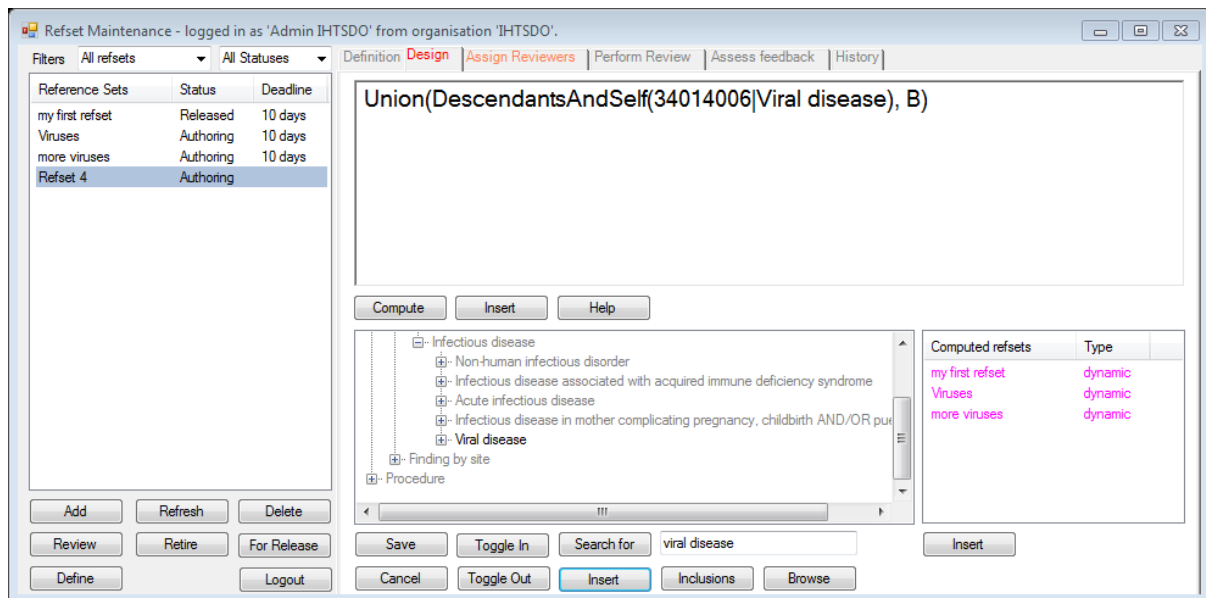 Refset Maintenance - logged in as 'Admin IHTSDO' from organisation 'IHTSDO'.
Filters All refsets All Statuses
Definition Design Assign Reviewers Perform Review Assess feedback History
Reference Sets Status Deadline
my first refset Released 10 days
Viruses Authoring 10 days
more viruses Authoring 10 days
Refset 4 Authoring
Union(DescendantsAndSelf(34014006|Viral disease), B)
Compute Insert Help
Infectious disease
Non-human infectious disorder
Infectious disease associated with acquired immune deficiency syndrome
Acute infectious disease
Infectious disease in mother complicating pregnancy, childbirth AND/OR pue
Viral disease
Finding by site
Procedure
Computed refsets Type
my first refset dynamic
Viruses dynamic
more viruses dynamic
Add Refresh Delete
Review Retire For Release
Define Logout
Save Toggle In Search for viral disease Insert
Cancel Toggle Out Insert Inclusions Browse